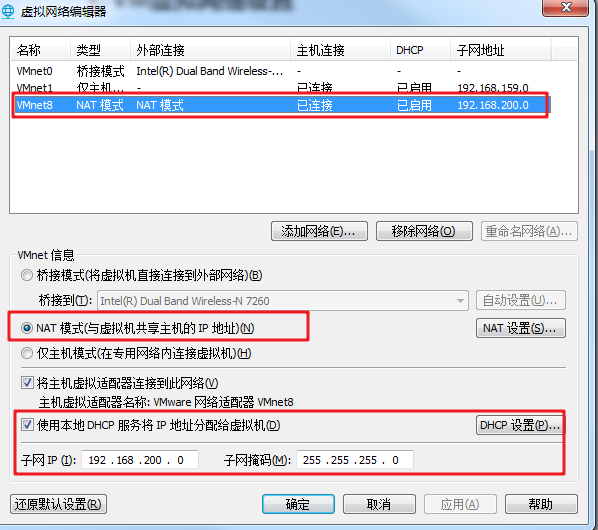 虚拟网络编辑器
名称 类型 外部连接 主机连接 DHCP 子网地址
VMnet0 桥接模式 Intel(R) Dual Band Wireless-... - - -
VMnet1 仅主机... - 已连接 已启用 192.168.159.0
VMnet8 NAT 模式 NAT 模式 已连接 已启用 192.168.200.0
添加网络(E)... 移除网络(O) 重命名网络(A)...
VMnet 信息
桥接模式(将虚拟机直接连接到外部网络)(B)
桥接到(T): Intel(R) Dual Band Wireless-N 7260 自动设置(U)...
NAT 模式(与虚拟机共享主机的 IP 地址)(N) NAT 设置(S)...
仅主机模式(在专用网络内连接虚拟机)(H)
将主机虚拟适配器连接到此网络(V)
主机虚拟适配器名称: VMware 网络适配器 VMnet8
使用本地 DHCP 服务将 IP 地址分配给虚拟机(D) DHCP 设置(P)...
子网 IP (I): 192 .168 .200 . 0 子网掩码(M): 255 .255 .255 . 0
还原默认设置(R) 确定 取消 应用(A) 帮助